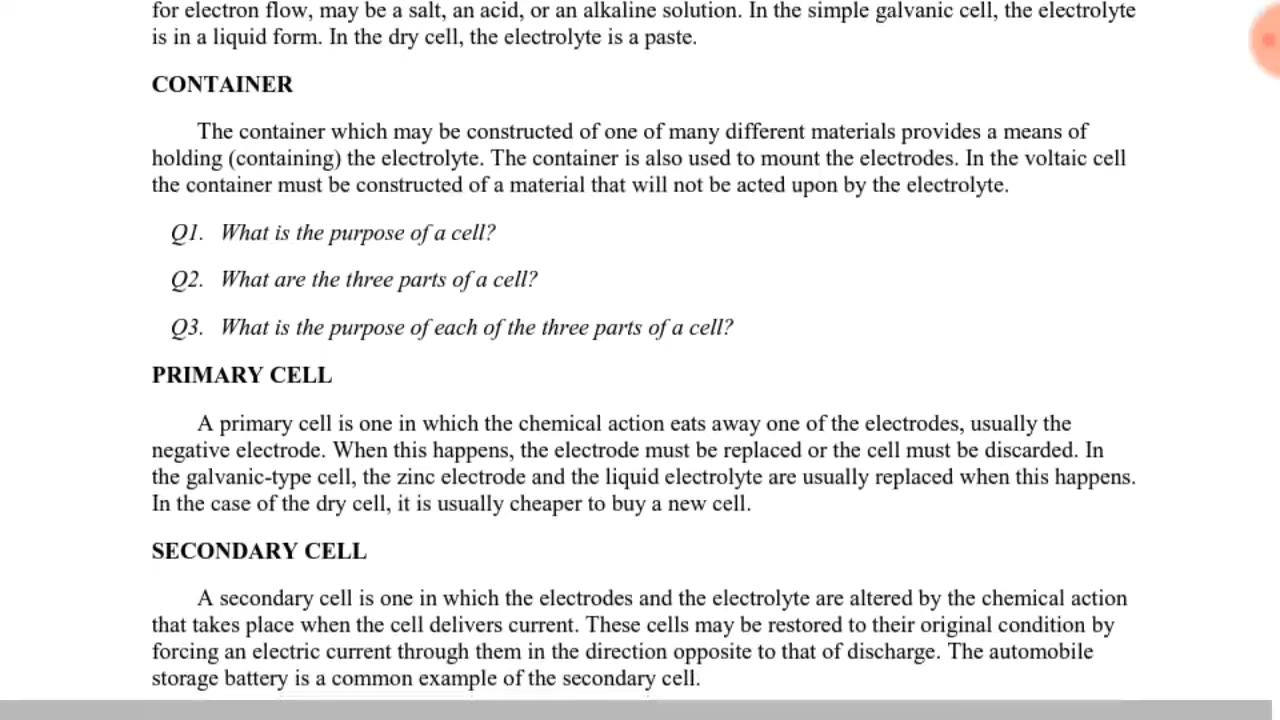 for electron flow, may be a salt, an acid, or an alkaline solution. In the simple galvanic cell, the electrolyte
is in a liquid form. In the dry cell, the electrolyte is a paste.
CONTAINER
The container which may be constructed of one of many different materials provides a means of
holding (containing) the electrolyte. The container is also used to mount the electrodes. In the voltaic cell
the container must be constructed of a material that will not be acted upon by the electrolyte.
Q1. What is the purpose of a cell?
Q2. What are the three parts of a cell?
Q3. What is the purpose of each of the three parts of a cell?
PRIMARY CELL
A primary cell is one in which the chemical action eats away one of the electrodes, usually the
negative electrode. When this happens, the electrode must be replaced or the cell must be discarded. In
the galvanic-type cell, the zinc electrode and the liquid electrolyte are usually replaced when this happens.
In the case of the dry cell, it is usually cheaper to buy a new cell.
SECONDARY CELL
A secondary cell is one in which the electrodes and the electrolyte are altered by the chemical action
that takes place when the cell delivers current. These cells may be restored to their original condition by
forcing an electric current through them in the direction opposite to that of discharge. The automobile
storage battery is a common example of the secondary cell.